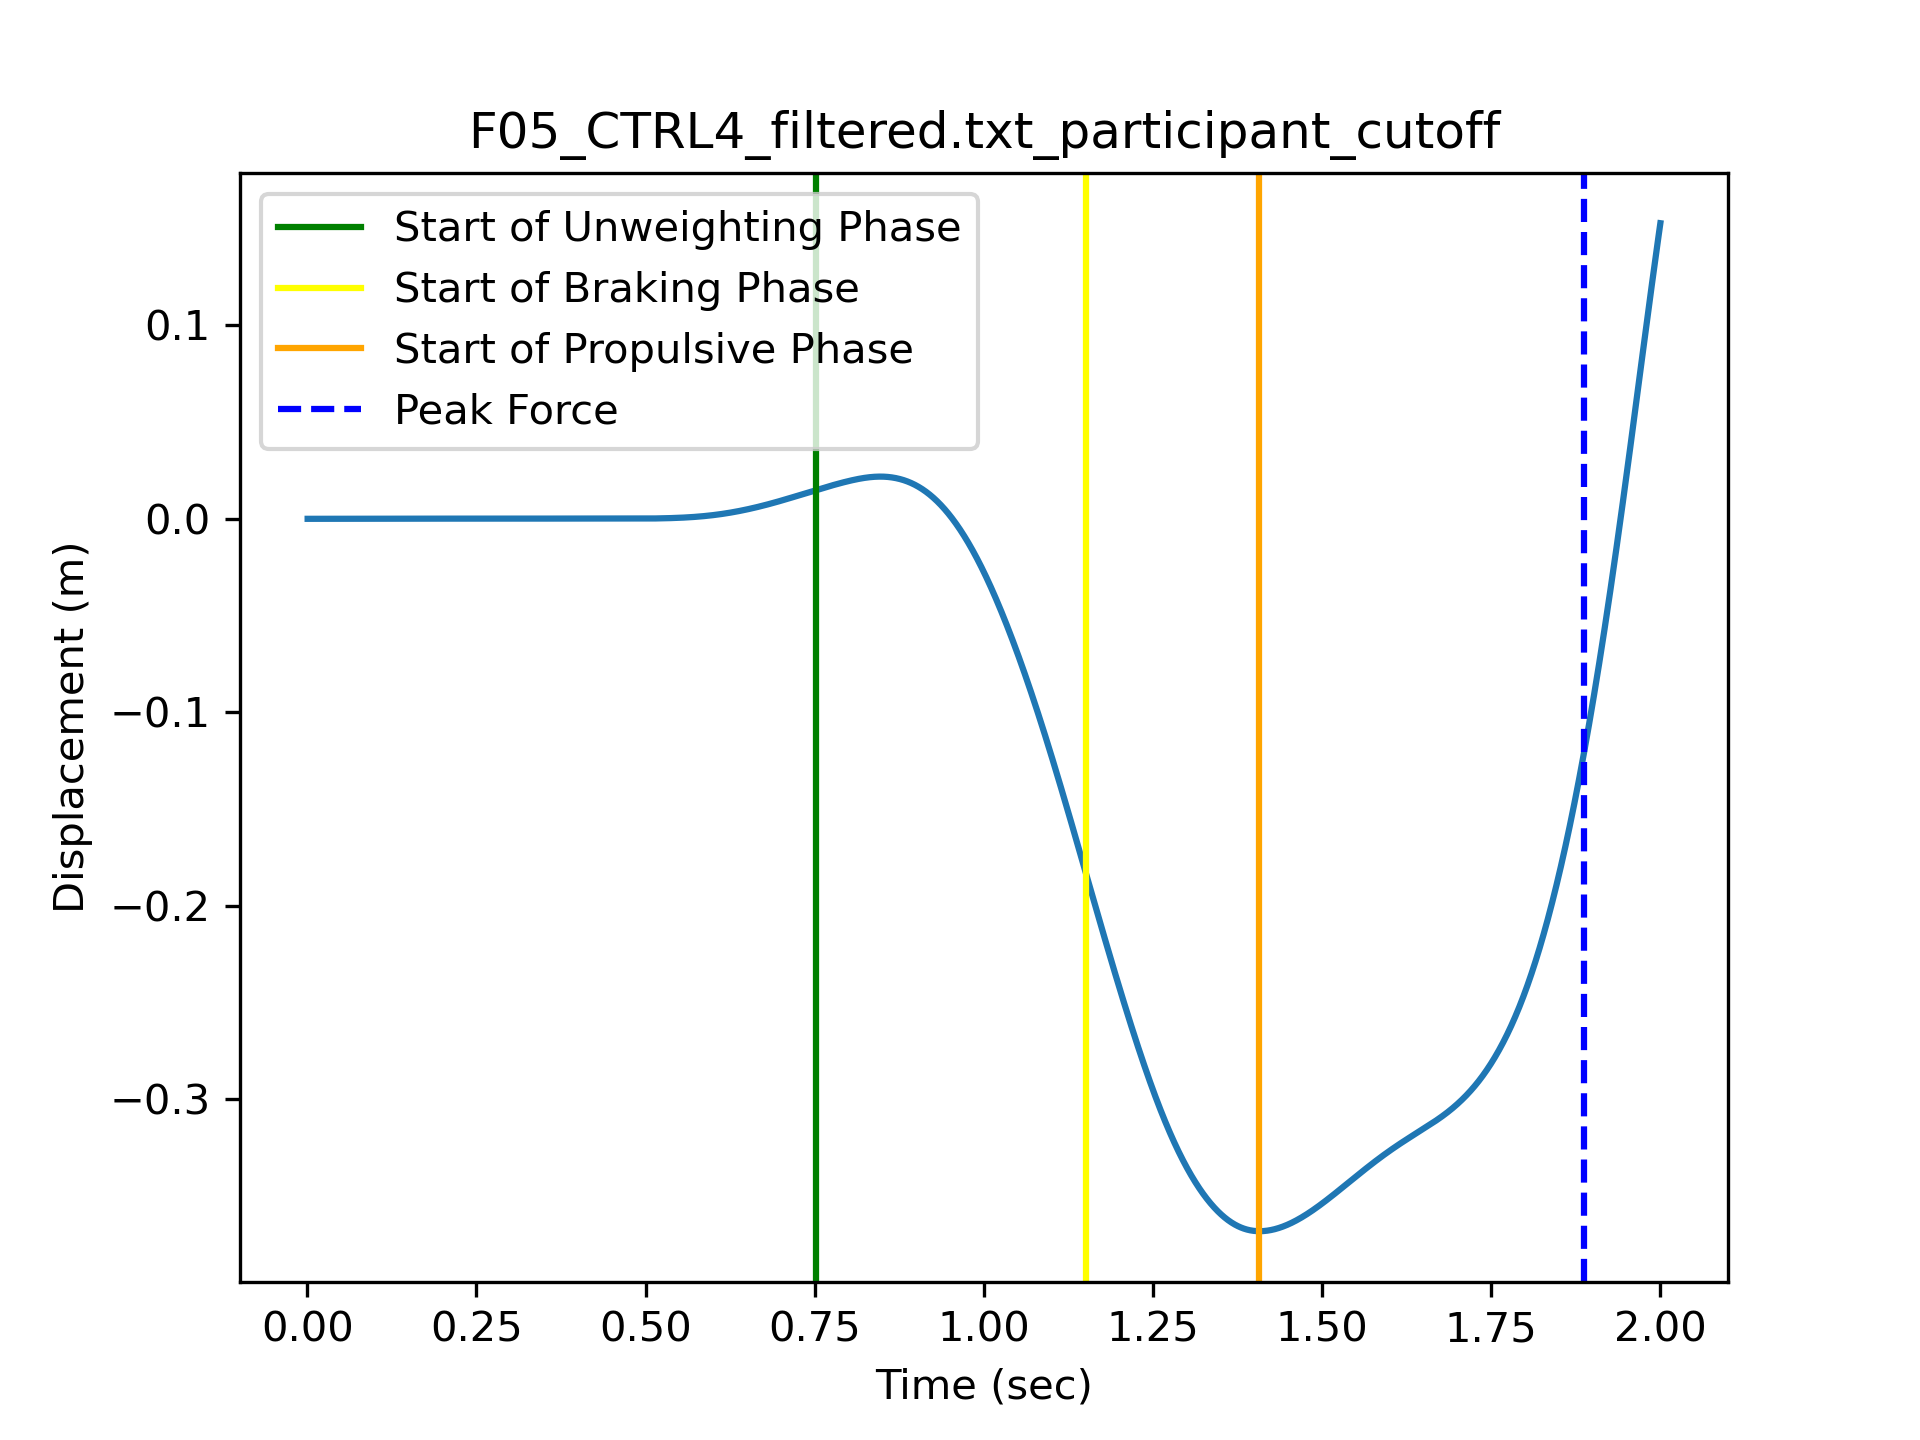 F05_CTRL4_filtered.txt_participant_cutoff
Start of Unweighting Phase
Start of Braking Phase
Start of Propulsive Phase
Peak Force
0.1
0.0
−0.1
−0.2
−0.3
Displacement (m)
0.00 0.25 0.50 0.75 1.00 1.25 1.50 1.75 2.00
Time (sec)